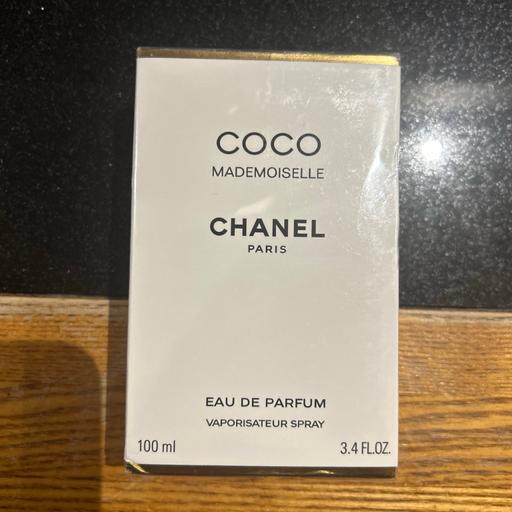 COCO
MADEMOISELLE
CHANEL
PARIS
EAU DE PARFUM
VAPORISATEUR SPRAY
100 ml 3.4 FL.OZ.